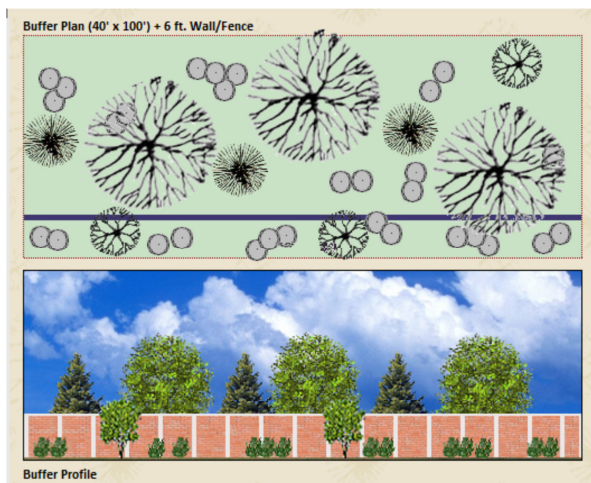 Buffer Plan (40' x 100') + 6 ft. Wall/Fence
Buffer Profile